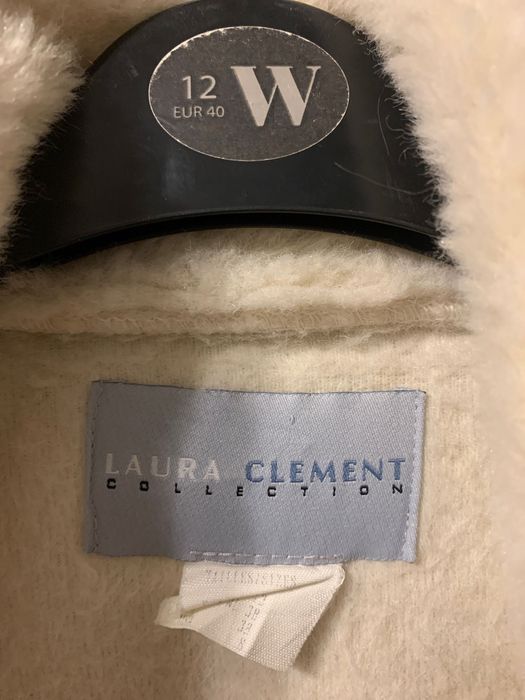 12 W
EUR 40
LAURA CLEMENT
COLLECTION